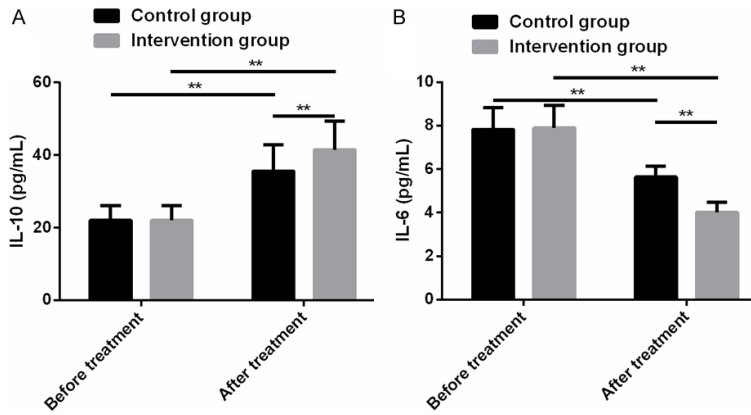 A
Control group
Intervention group
IL-10 (pg/mL)
60
40
20
0
**
**
**
Before treatment
After treatment
B
Control group
Intervention group
IL-6 (pg/mL)
10
8
6
4
2
0
**
**
**
Before treatment
After treatment